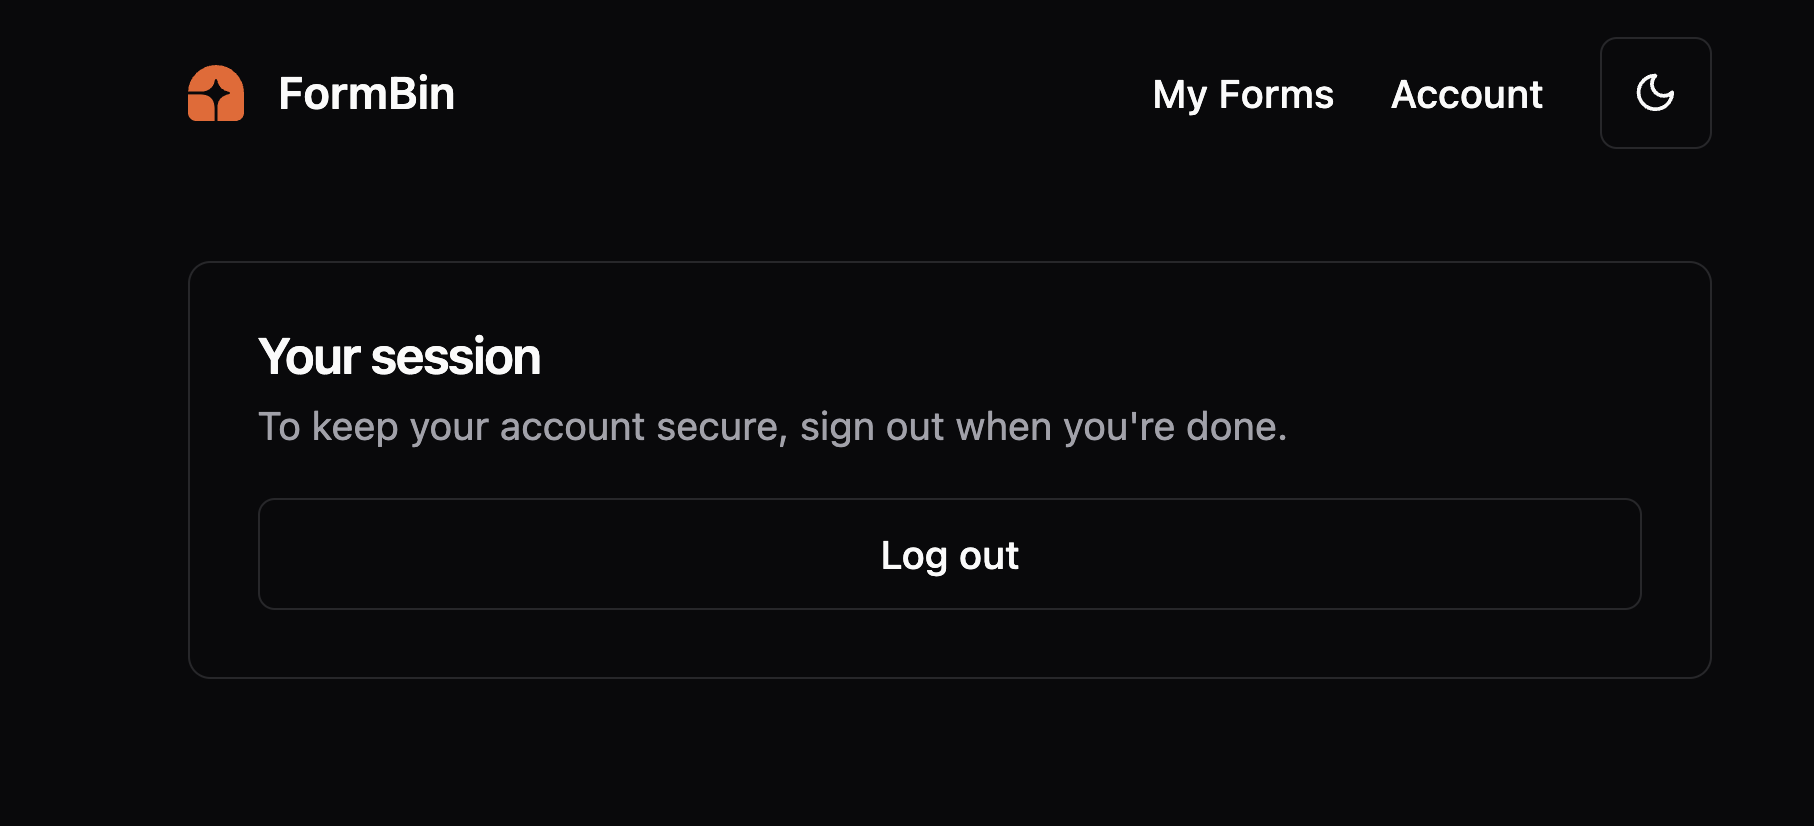 FormBin
My Forms
Account
Your session
To keep your account secure, sign out when you're done.
Log out